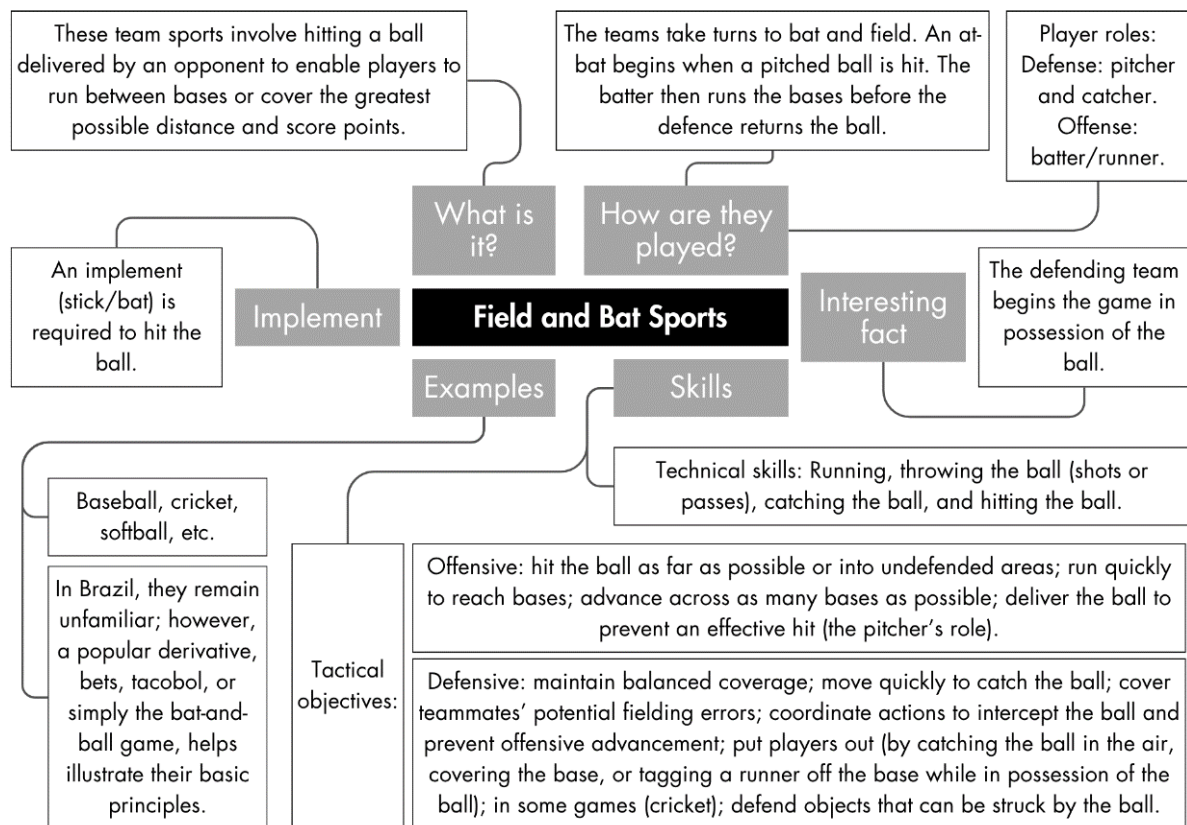 These team sports involve hitting a ball
delivered by an opponent to enable players to
run between bases or cover the greatest
possible distance and score points.
The teams take turns to bat and field. An at-
bat begins when a pitched ball is hit. The
batter then runs the bases before the
defence returns the ball.
Player roles:
Defense: pitcher
and catcher.
Offense:
batter/runner.
What is
it?
How are they
played?
An implement
(stick/bat) is
required to hit the
ball.
Implement
Field and Bat Sports
Interesting
fact
The defending team
begins the game in
possession of the
ball.
Examples
Skills
Technical skills: Running, throwing the ball (shots or
passes), catching the ball, and hitting the ball.
Baseball, cricket,
softball, etc.
In Brazil, they remain
unfamiliar; however,
a popular derivative,
bets, tacobol, or
simply the bat-and-
ball game, helps
illustrate their basic
principles.
Tactical
objectives:
Offensive: hit the ball as far as possible or into undefended areas; run quickly
to reach bases; advance across as many bases as possible; deliver the ball to
prevent an effective hit (the pitcher’s role).
Defensive: maintain balanced coverage; move quickly to catch the ball; cover
teammates’ potential fielding errors; coordinate actions to intercept the ball and
prevent offensive advancement; put players out (by catching the ball in the air,
covering the base, or tagging a runner off the base while in possession of the
ball); in some games (cricket); defend objects that can be struck by the ball.